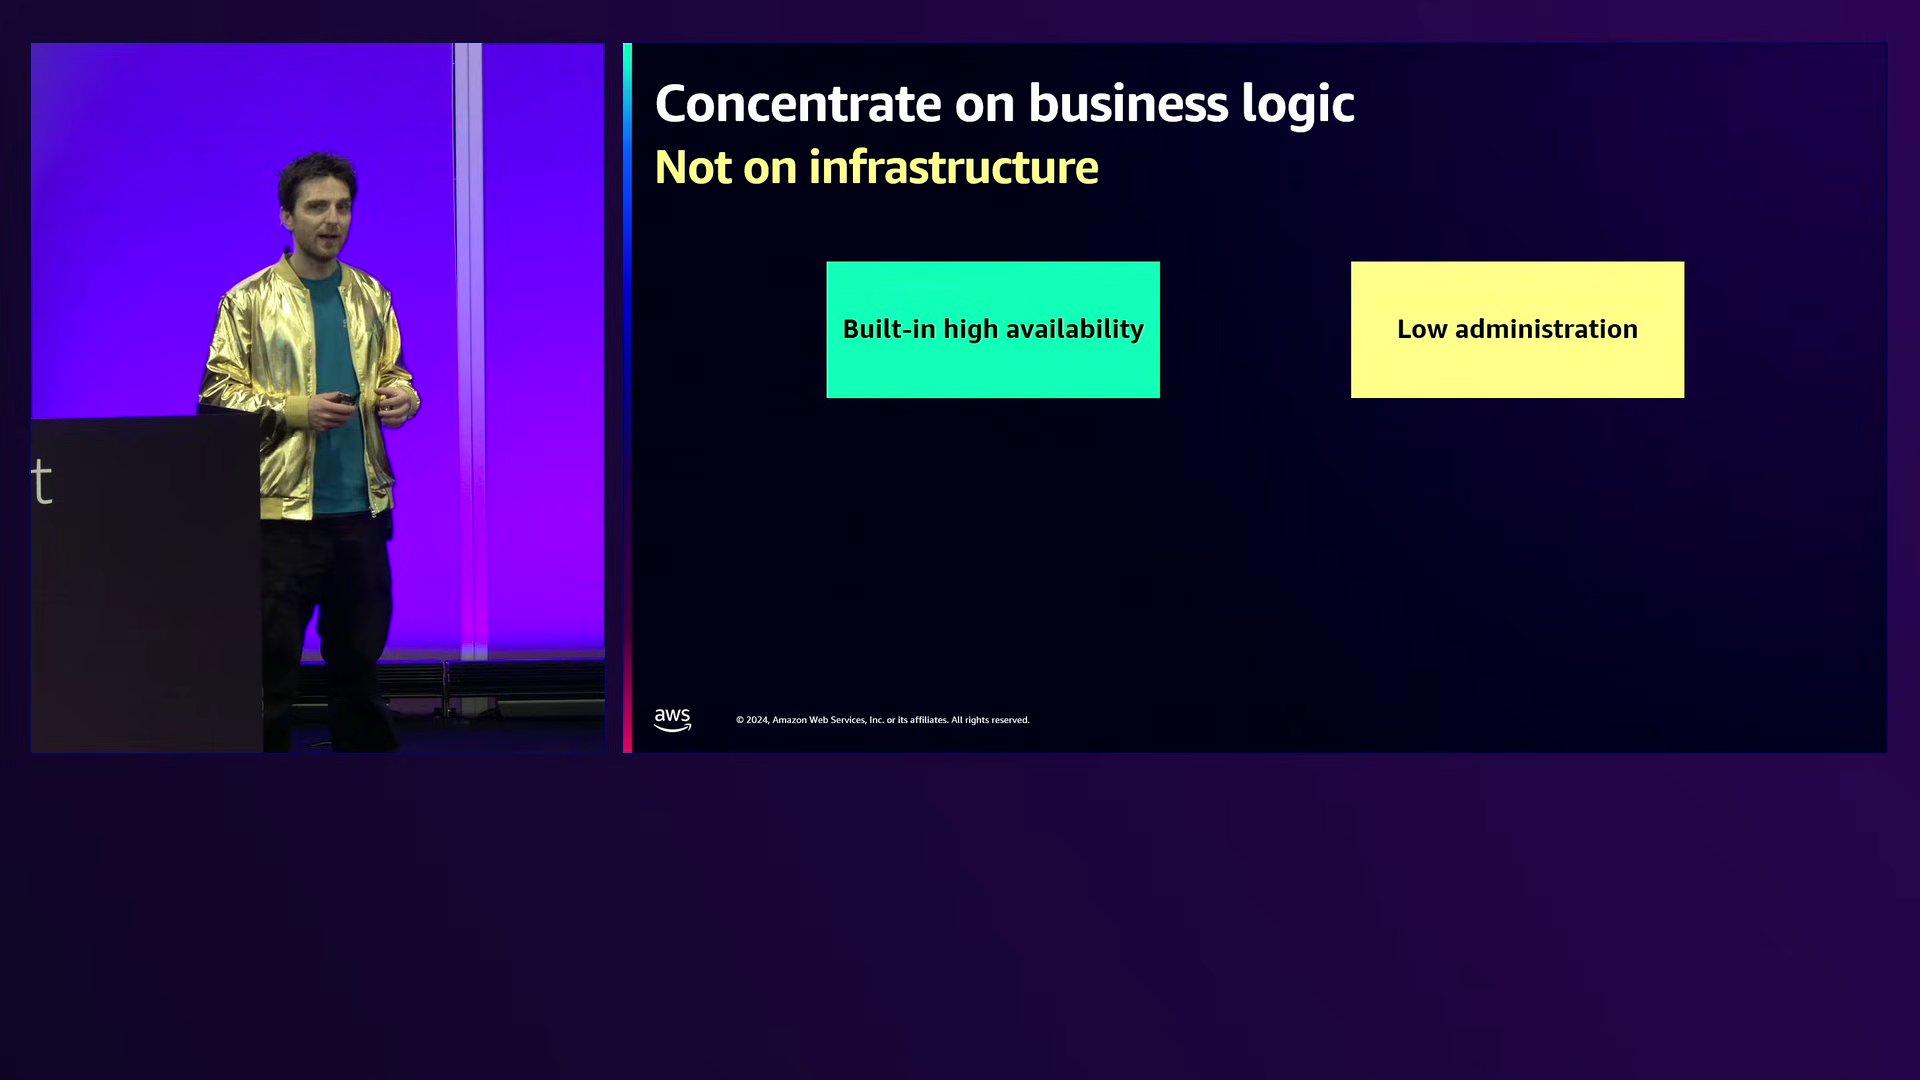 t
Concentrate on business logic
Not on infrastructure
Built-in high availability
Low administration
aws
© 2024, Amazon Web Services, Inc. or its affiliates. All rights reserved.